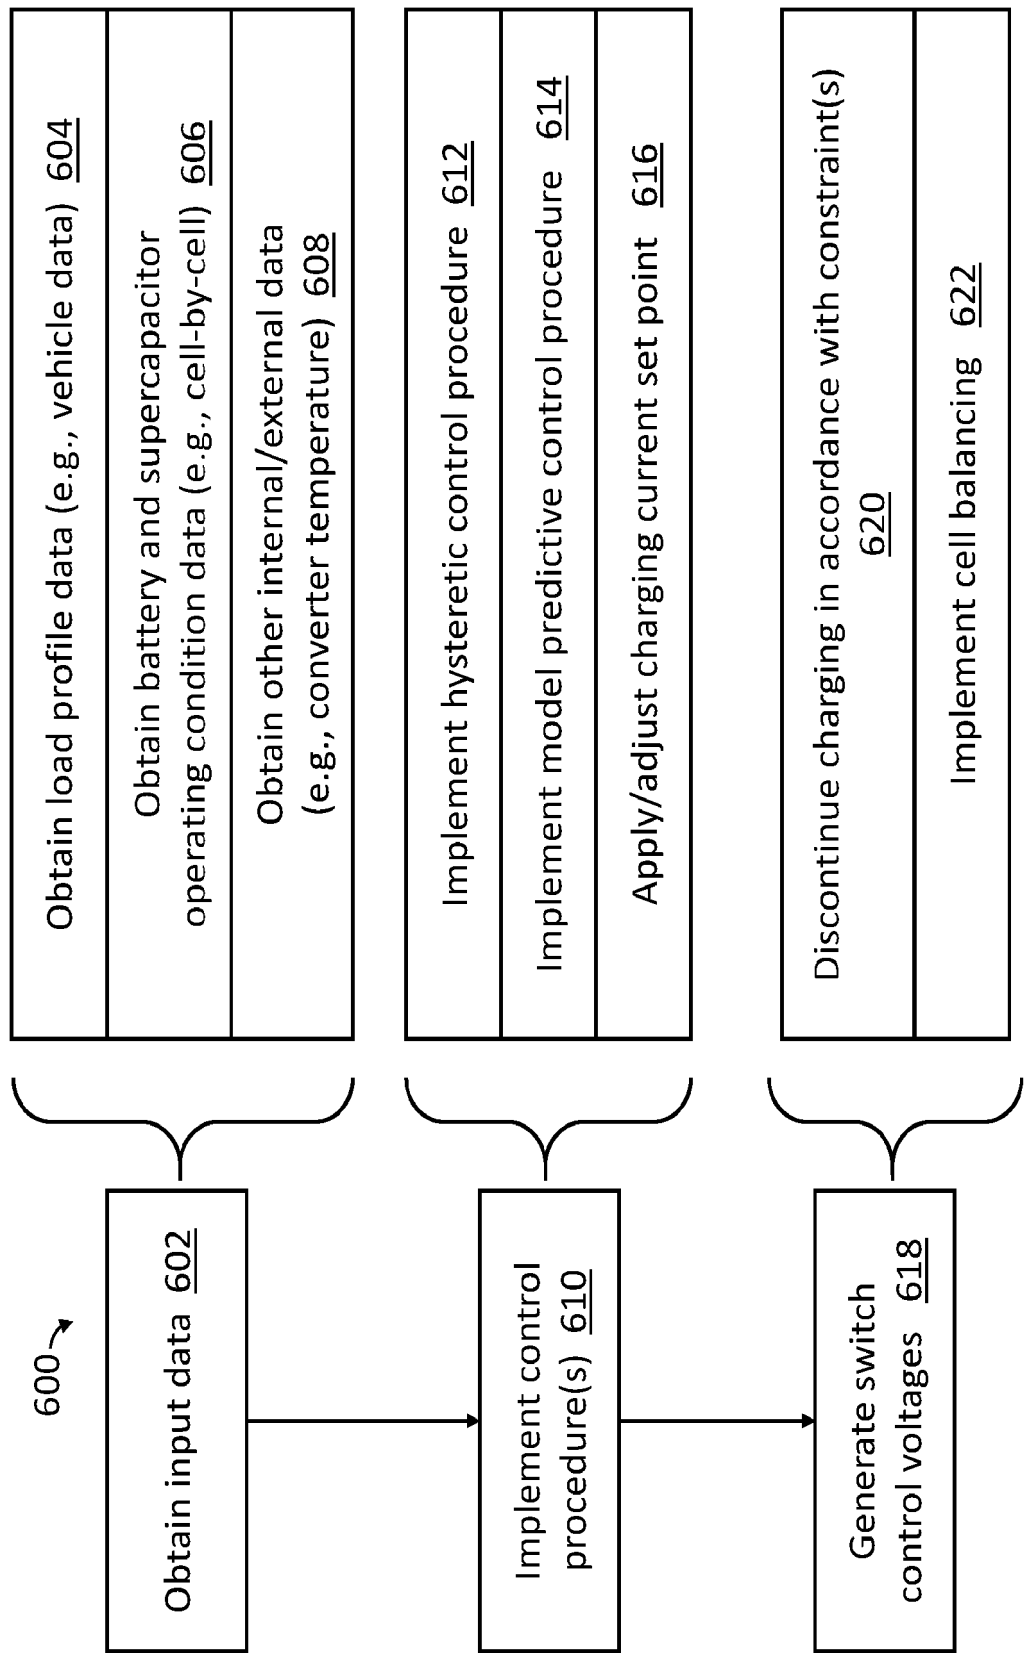 600
Obtain input data 602
Obtain load profile data (e.g., vehicle data) 604
Obtain battery and supercapacitor
operating condition data (e.g., cell-by-cell) 606
Obtain other internal/external data
(e.g., converter temperature) 608
Implement control
procedure(s) 610
Implement hysteretic control procedure 612
Implement model predictive control procedure 614
Apply/adjust charging current set point 616
Generate switch
control voltages 618
Discontinue charging in accordance with constraint(s)
620
Implement cell balancing 622